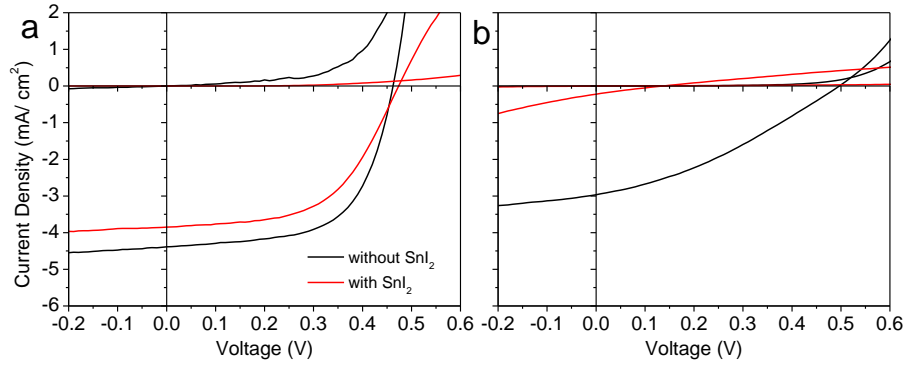 a
b
2
1
0
-1
-2
-3
-4
-5
-6
Current Density (mA/ cm²)
without SnI₂
with SnI₂
-0.2 -0.1 0.0 0.1 0.2 0.3 0.4 0.5 0.6
-0.2 -0.1 0.0 0.1 0.2 0.3 0.4 0.5 0.6
Voltage (V)
Voltage (V)